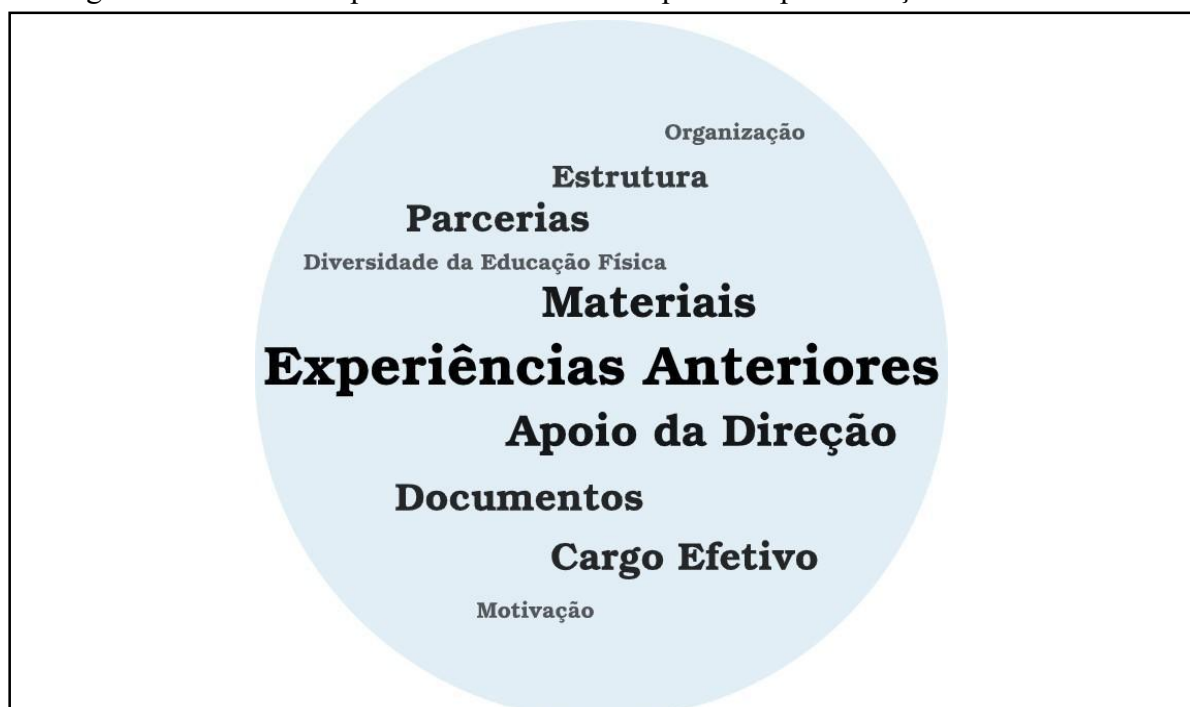 Organização
Estrutura
Parcerias
Diversidade da Educação Física
Materiais
Experiências Anteriores
Apoio da Direção
Documentos
Cargo Efetivo
Motivação